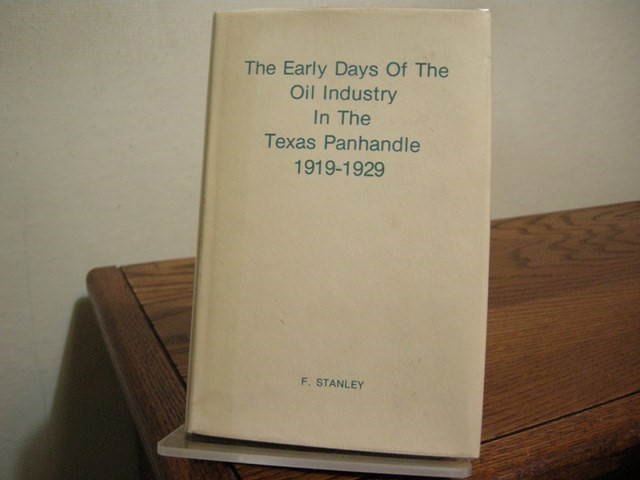 The Early Days Of The
Oil Industry
In The
Texas Panhandle
1919-1929
F. STANLEY